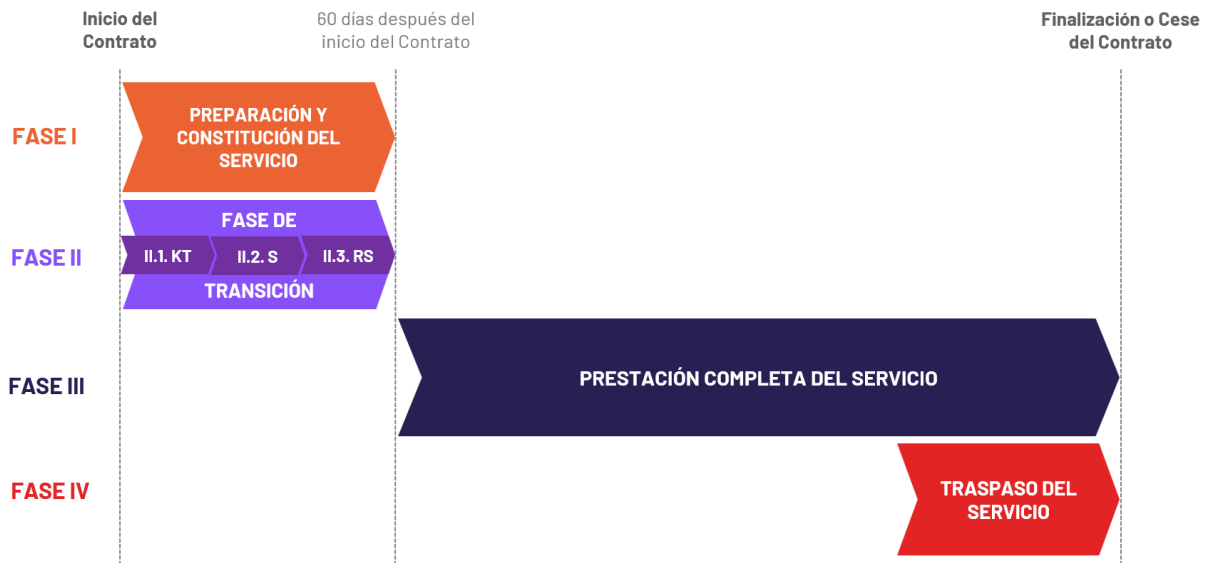 Inicio del
Contrato
60 días después del
inicio del Contrato
Finalización o Cese
del Contrato
FASE I
PREPARACIÓN Y
CONSTITUCIÓN DEL
SERVICIO
FASE II
FASE DE
II.1. KT
II.2. S
II.3. RS
TRANSICIÓN
FASE III
PRESTACIÓN COMPLETA DEL SERVICIO
FASE IV
TRASPASO DEL
SERVICIO